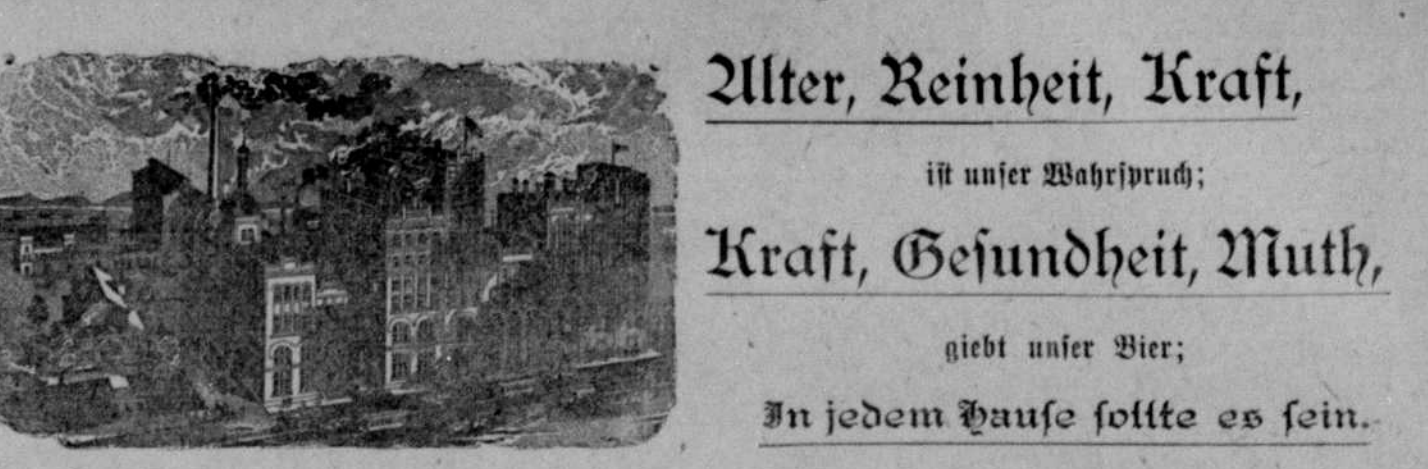 Alter, Reinheit, Kraft,
ist unser Wahrspruch;
Kraft, Gesundheit, Muth,
giebt unser Bier;
In jedem Hause sollte es sein.